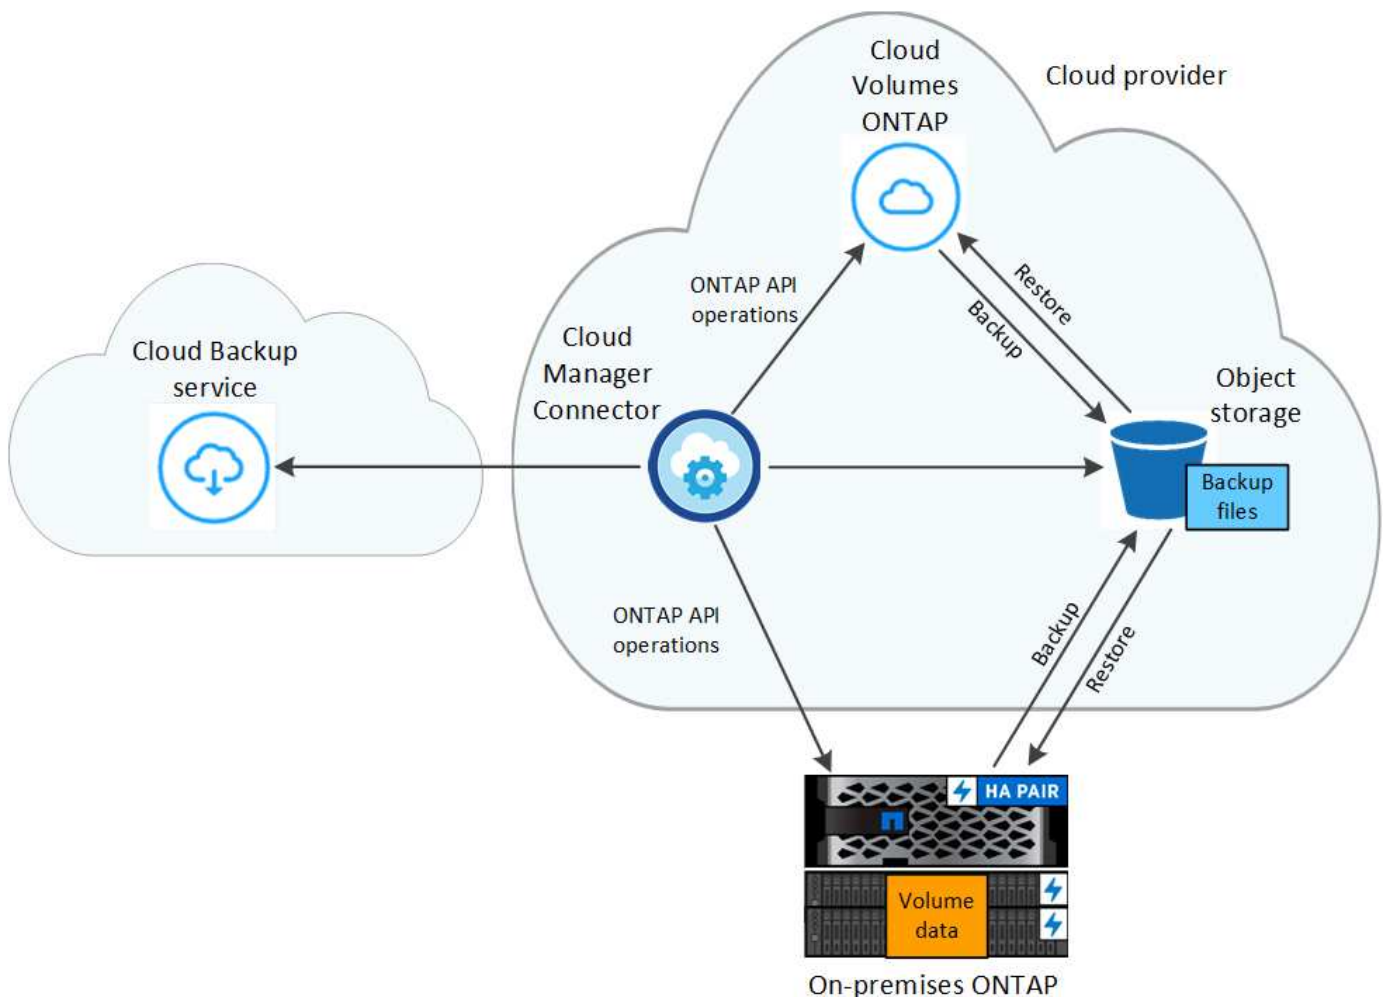 Cloud
Volumes
ONTAP
Cloud provider
ONTAP API
operations
Restore
Backup
Cloud
Manager
Connector
Cloud Backup
service
Object
storage
Backup
files
ONTAP API
operations
Backup
Restore
HA PAIR
Volume
data
On-premises ONTAP